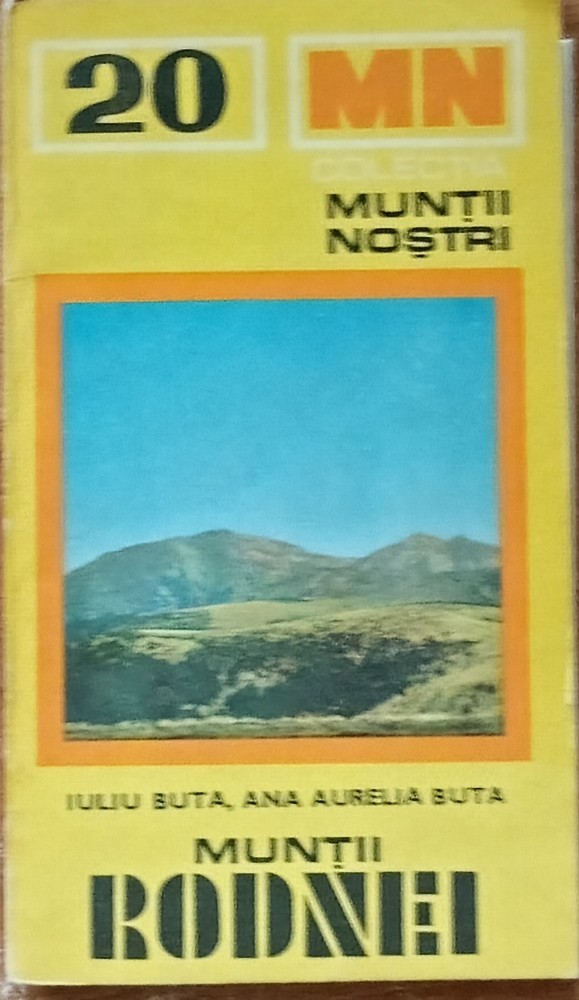 20
MN
COLECȚIA
MUNȚII
NOȘTRI
IULIU BUTA, ANA AURELIA BUTA
MUNȚII
RODNEI